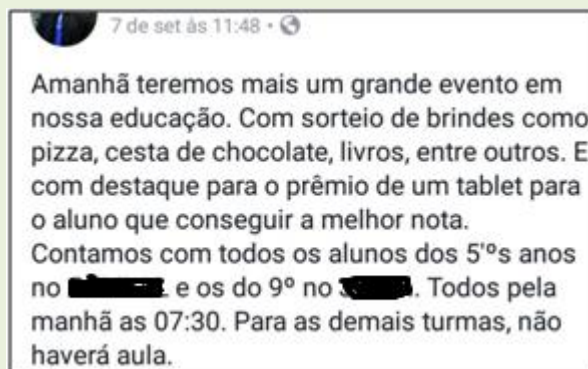 7 de set às 11:48 •
Amanhã teremos mais um grande evento em
nossa educação. Com sorteio de brindes como
pizza, cesta de chocolate, livros, entre outros. E
com destaque para o prêmio de um tablet para
o aluno que conseguir a melhor nota.
Contamos com todos os alunos dos 5'ºs anos
no e os do 9º no . Todos pela
manhã as 07:30. Para as demais turmas, não
haverá aula.